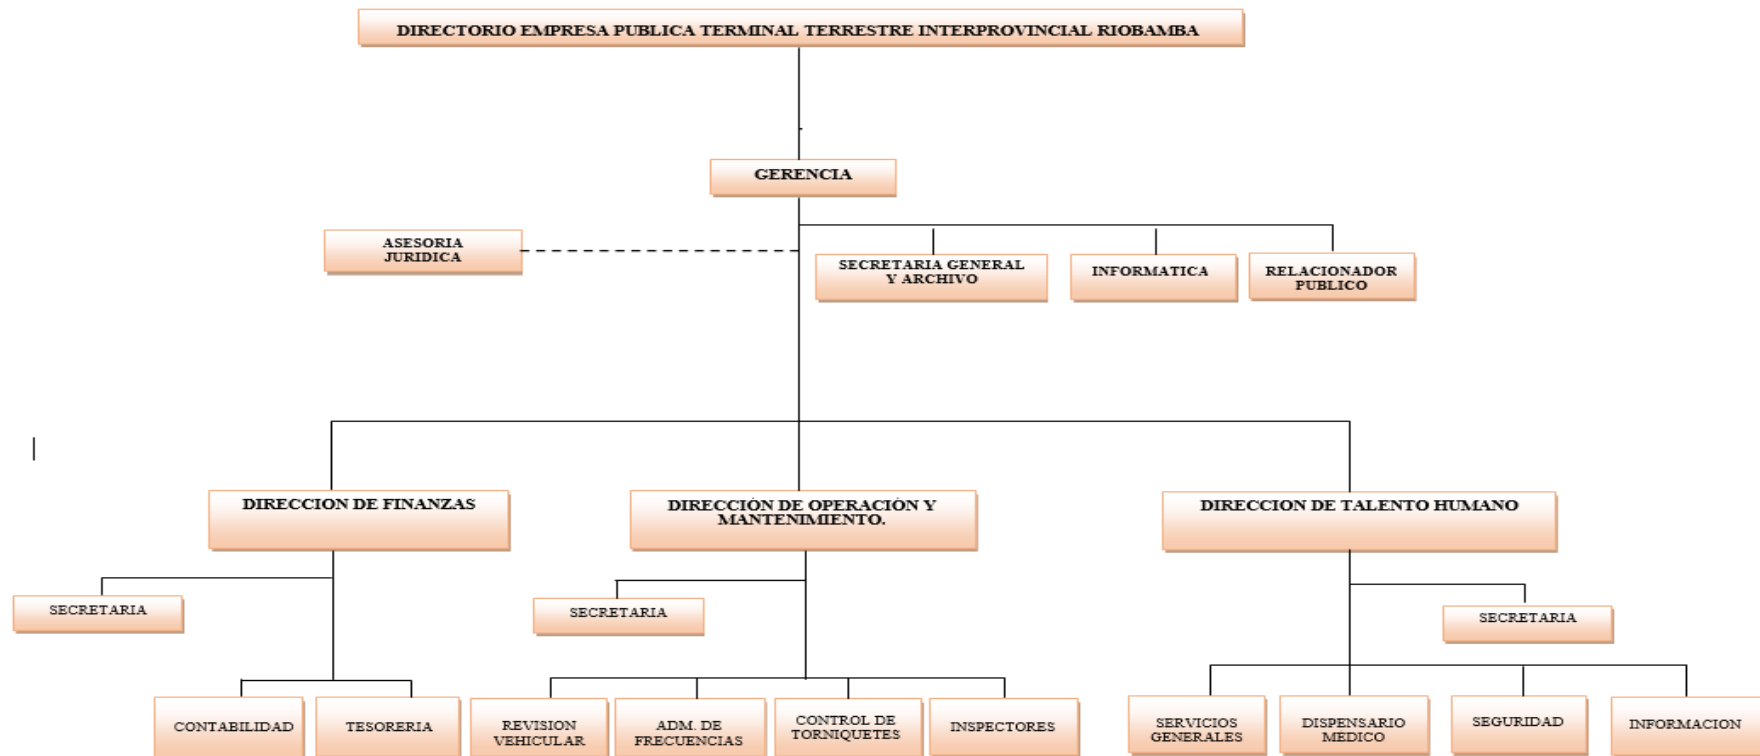 DIRECTORIO EMPRESA PUBLICA TERMINAL TERRESTRE INTERPROVINCIAL RIOBAMBA
GERENCIA
ASESORIA
JURIDICA
SECRETARIA GENERAL
Y ARCHIVO
INFORMATICA
RELACIONADOR
PUBLICO
DIRECCION DE FINANZAS
DIRECCIÓN DE OPERACIÓN Y
MANTENIMIENTO.
DIRECCION DE TALENTO HUMANO
SECRETARIA
SECRETARIA
SECRETARIA
CONTABILIDAD
TESORERIA
REVISION
VEHICULAR
ADM. DE
FRECUENCIAS
CONTROL DE
TORNIQUETES
INSPECTORES
SERVICIOS
GENERALES
DISPENSARIO
MÉDICO
SEGURIDAD
INFORMACION